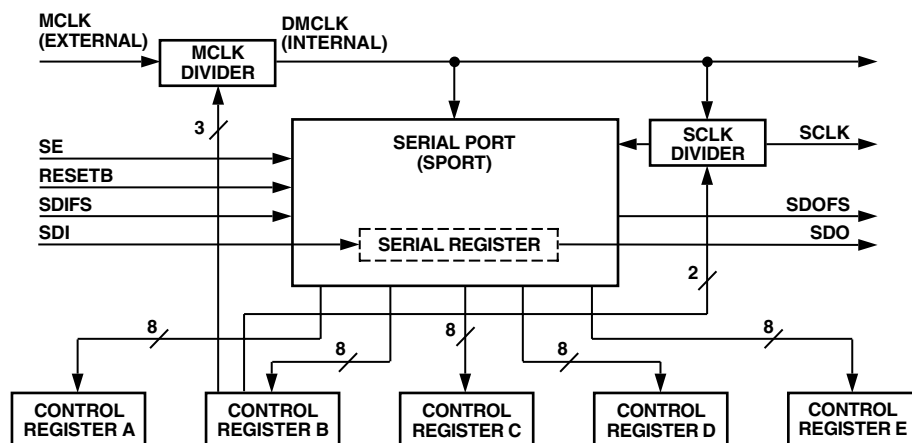 MCLK
(EXTERNAL)
DMCLK
(INTERNAL)
MCLK
DIVIDER
3
SE
RESETB
SDIFS
SDI
SERIAL PORT
(SPORT)
SERIAL REGISTER
SCLK
DIVIDER
SCLK
SDOFS
SDO
2
8
8
8
8
8
CONTROL
REGISTER A
CONTROL
REGISTER B
CONTROL
REGISTER C
CONTROL
REGISTER D
CONTROL
REGISTER E